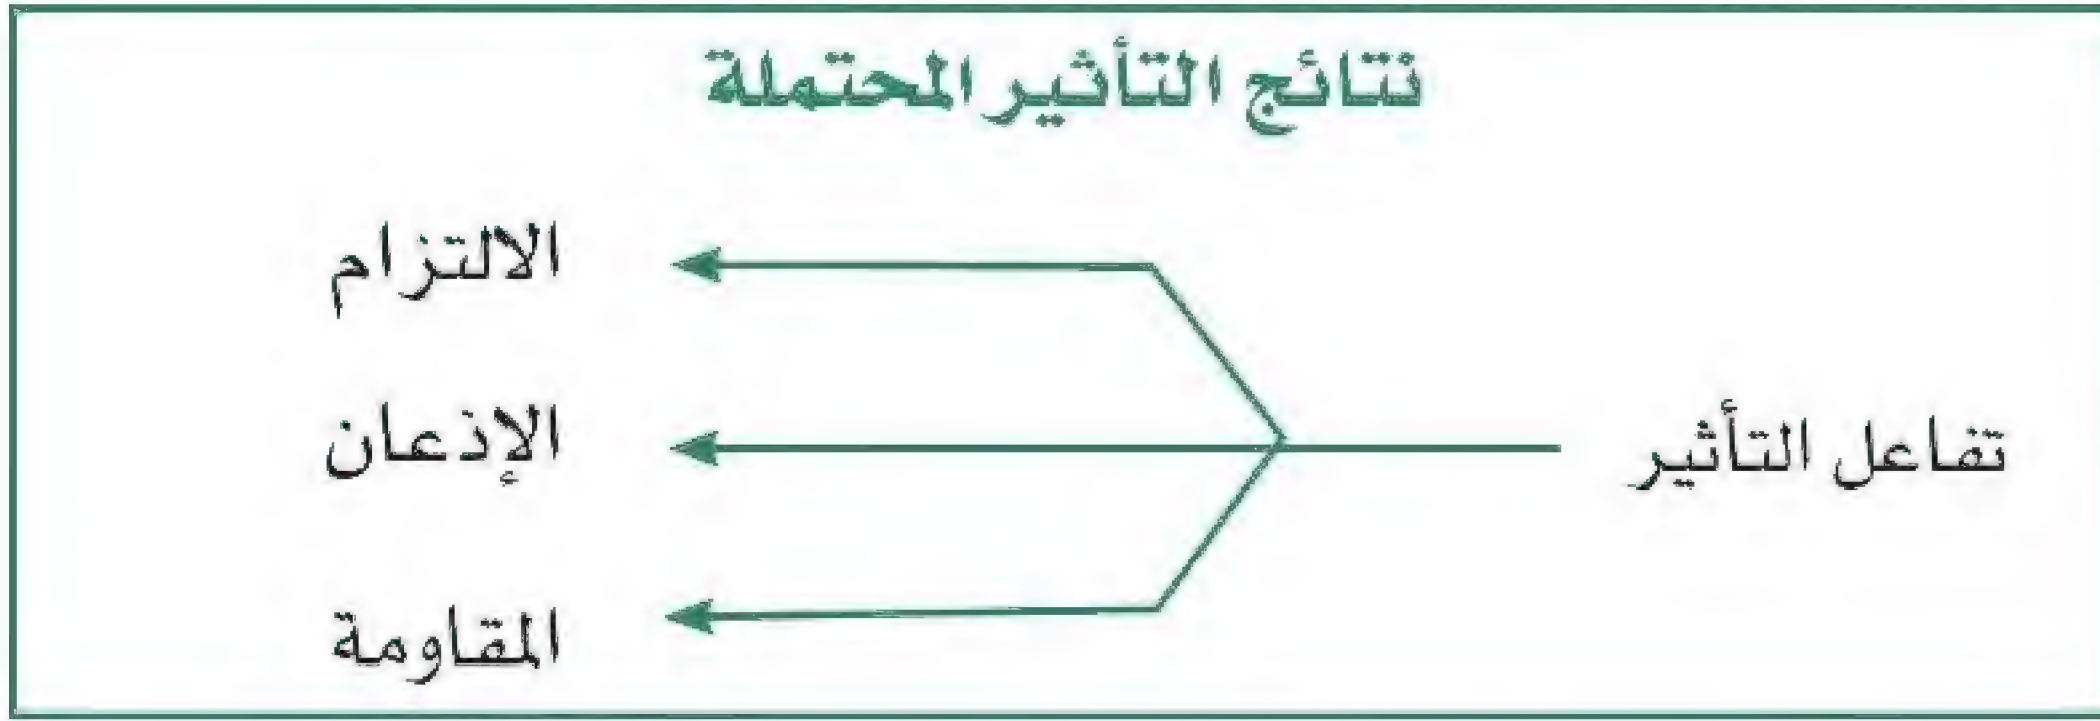 نتائج التأثير المحتملة
تفاعل التأثير
الالتزام
الإذعان
المقاومة